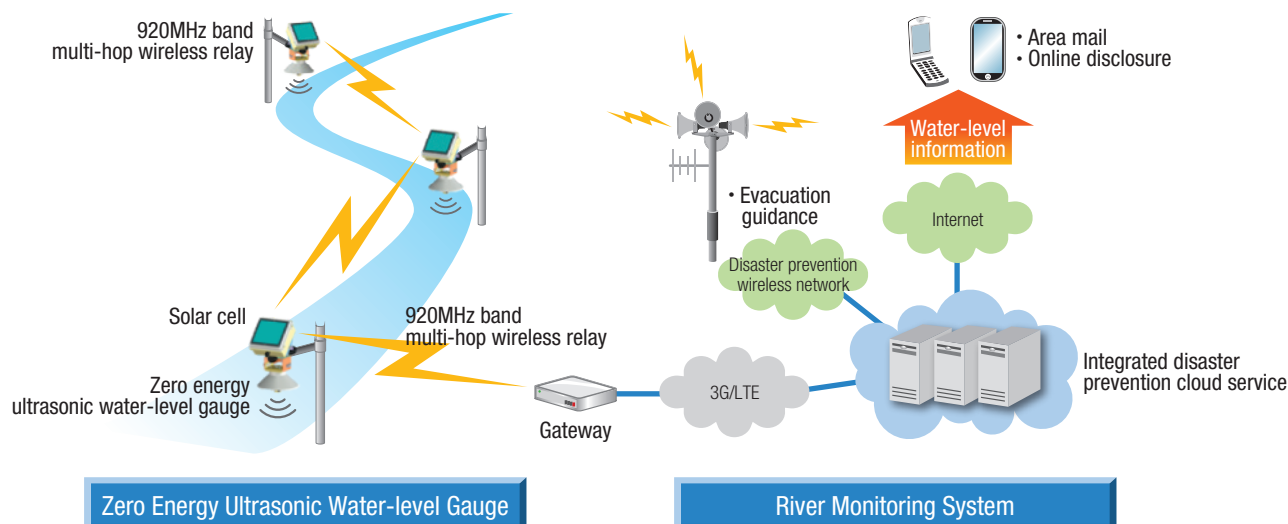 920MHz band
multi-hop wireless relay
• Area mail
• Online disclosure
Water-level
information
• Evacuation
guidance
Internet
Disaster prevention
wireless network
Solar cell
920MHz band
multi-hop wireless relay
Zero energy
ultrasonic water-level gauge
Gateway
3G/LTE
Integrated disaster
prevention cloud service
Zero Energy Ultrasonic Water-level Gauge
River Monitoring System